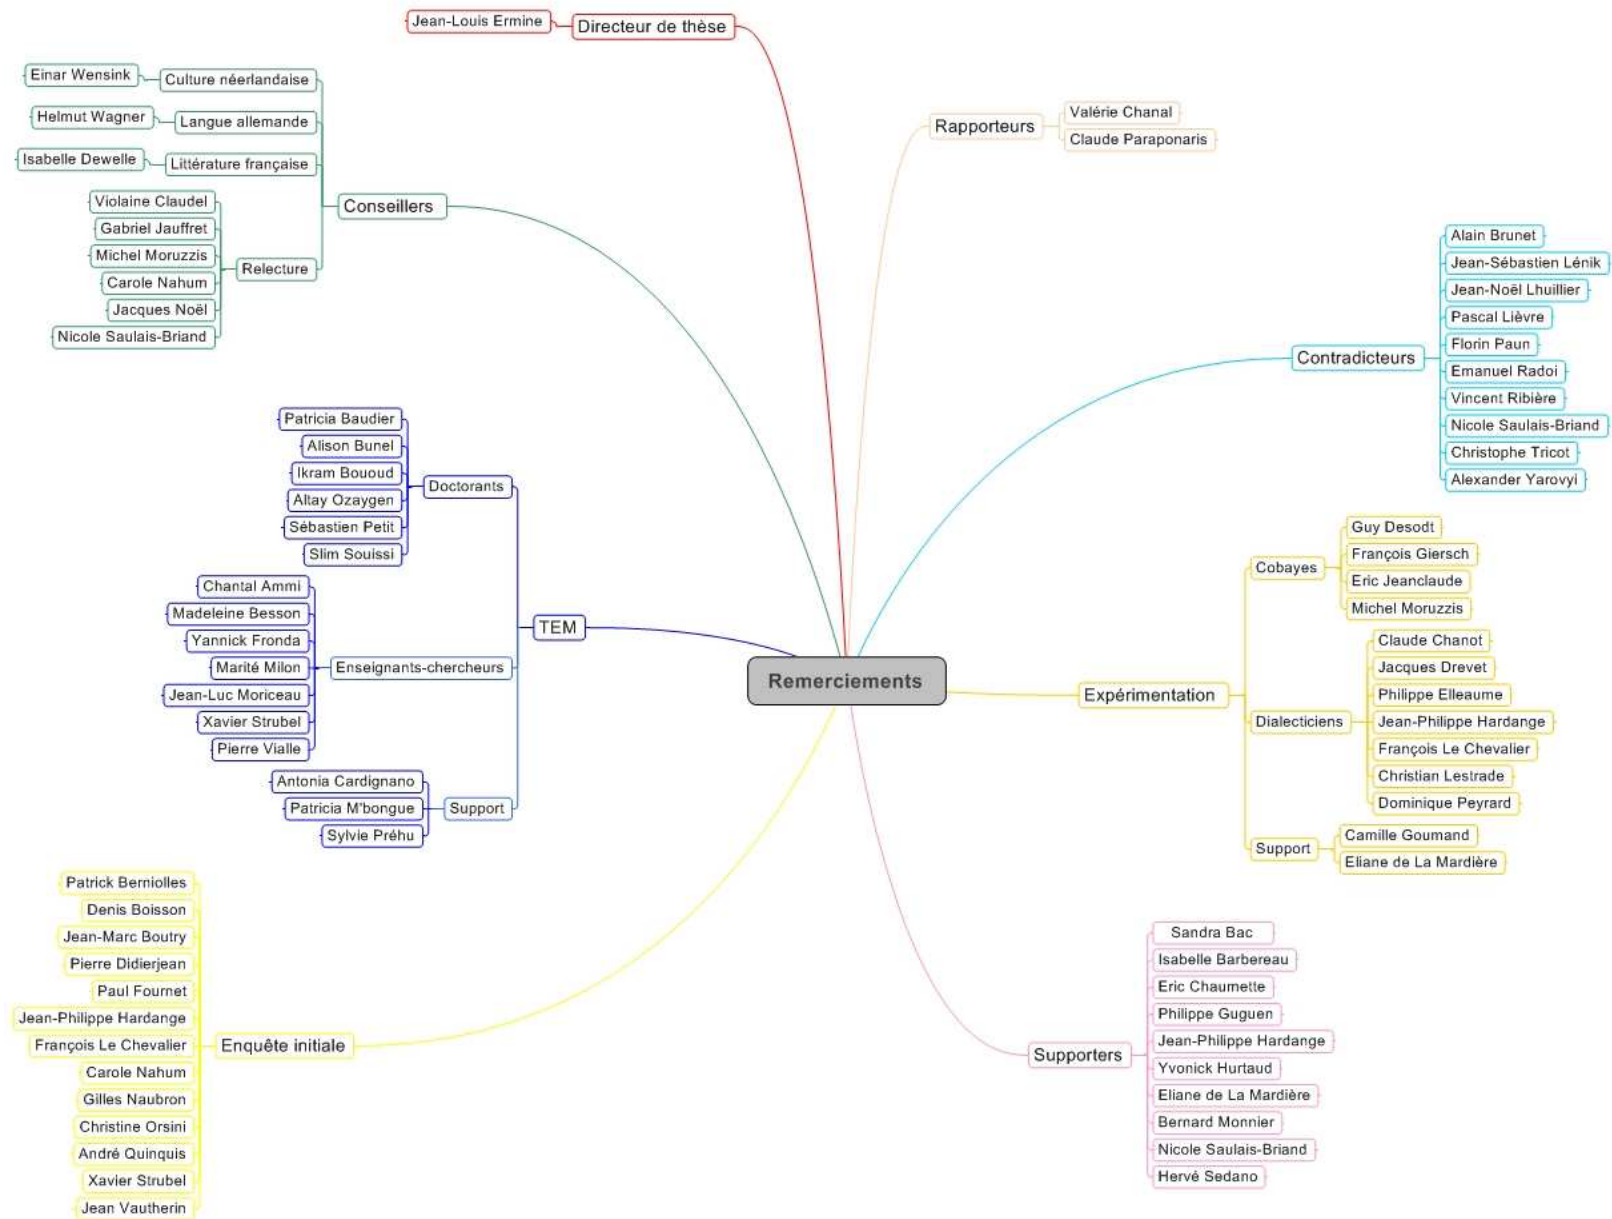 Jean-Louis Ermine
Directeur de thèse
Einar Wensink
Culture néerlandaise
Helmut Wagner
Langue allemande
Isabelle Dewelle
Littérature française
Violaine Claudel
Gabriel Jauffret
Michel Moruzzis
Carole Nahum
Jacques Noël
Nicole Saulais-Briand
Relecture
Conseillers
Rapporteurs
Valérie Chanal
Claude Paraponaris
Contradicteurs
Alain Brunet
Jean-Sébastien Lénik
Jean-Noël Lhuillier
Pascal Lièvre
Florin Paun
Emanuel Radoi
Vincent Ribière
Nicole Saulais-Briand
Christophe Tricot
Alexander Yarovyi
Patricia Baudier
Alison Bunel
Ikram Bououd
Altay Ozaygen
Sébastien Petit
Slim Souissi
Doctorants
Chantal Ammi
Madeleine Besson
Yannick Fronda
Marité Milon
Jean-Luc Moriceau
Xavier Strubel
Pierre Vialle
Enseignants-chercheurs
Antonia Cardignano
Patricia M'bongue
Sylvie Préhu
Support
TEM
Remerciements
Expérimentation
Cobayes
Guy Desodt
François Giersch
Eric Jeanclaude
Michel Moruzzis
Dialecticiens
Claude Chanot
Jacques Drevet
Philippe Elleaume
Jean-Philippe Hardange
François Le Chevalier
Christian Lestrade
Dominique Peyrard
Support
Camille Goumand
Eliane de La Mardière
Patrick Berniolles
Denis Boisson
Jean-Marc Boutry
Pierre Didierjean
Paul Fournet
Jean-Philippe Hardange
François Le Chevalier
Carole Nahum
Gilles Naubron
Christine Orsini
André Quinquis
Xavier Strubel
Jean Vautherin
Enquête initiale
Supporters
Sandra Bac
Isabelle Barbereau
Eric Chaumette
Philippe Guguen
Jean-Philippe Hardange
Yvonick Hurtaud
Eliane de La Mardière
Bernard Monnier
Nicole Saulais-Briand
Hervé Sedano